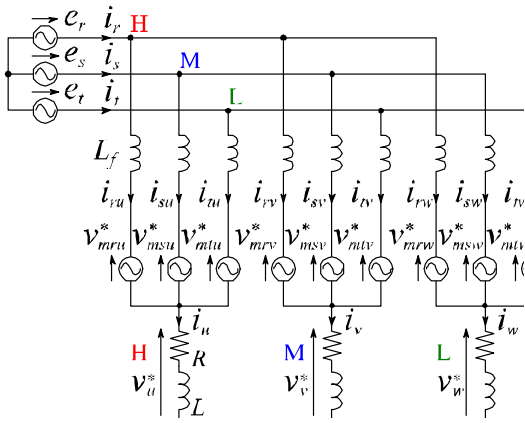 e_r i_r H
e_s i_s M
e_t i_t L
L_f
i_ru i_su i_tu i_rv i_sv i_tv i_rw i_sw
v*_mru v*_msu v*_mtu v*_mrv v*_msv v*_mtv v*_mrw v*_msw
i_u i_v i_w
H R M L
v*_u v*_v v*_w
L